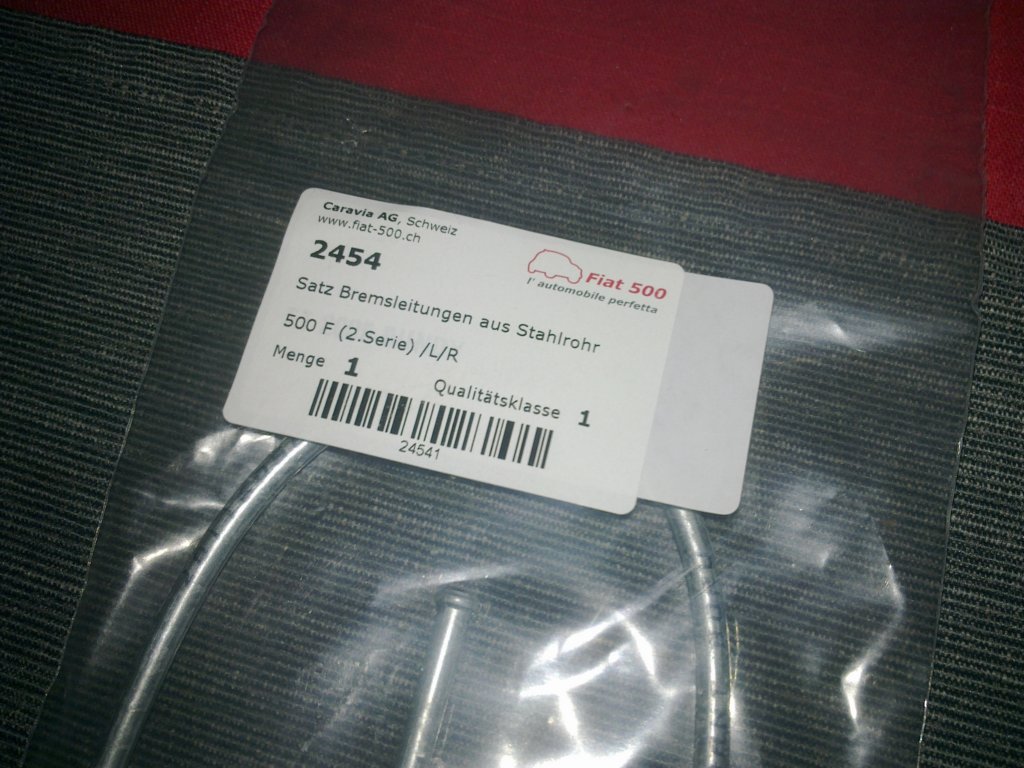 Caravia AG, Schweiz
www.fiat-500.ch
2454
Fiat 500
l' automobile perfetta
Satz Bremsleitungen aus Stahlrohr
500 F (2.Serie) /L/R
Menge 1
Qualitätsklasse 1
24541